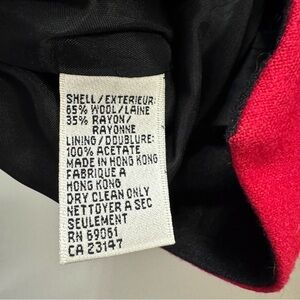 SHELL/EXTERIEUR:
65% WOOL/LAINE
35% RAYON/
RAYONNE
LINING/DOUBLURE:
100% ACETATE
MADE IN HONG KONG
FABRIQUE A
HONG KONG
DRY CLEAN ONLY
NETTOYER A SEC
SEULEMENT
RN 69061
CA 23147